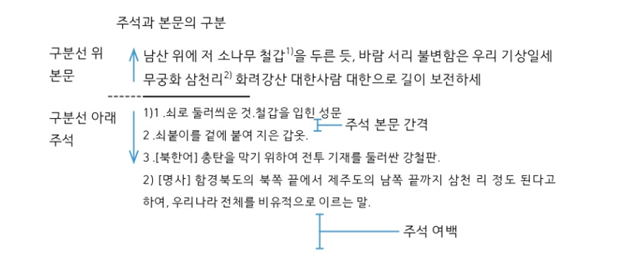 주석과 본문의 구분
구분선 위
본문
남산 위에 저 소나무 철갑1)을 두른 듯, 바람 서리 불변함은 우리 기상일세
무궁화 삼천리2) 화려강산 대한사람 대한으로 길이 보전하세
구분선 아래
주석
1)1 .쇠로 둘러씌운 것.철갑을 입힌 성문
주석 본문 간격
2 .쇠붙이를 겉에 붙여 지은 갑옷.
3 .[북한어] 총탄을 막기 위하여 전투 기재를 둘러싼 강철판.
2) [명사] 함경북도의 북쪽 끝에서 제주도의 남쪽 끝까지 삼천 리 정도 된다고
하여, 우리나라 전체를 비유적으로 이르는 말.
주석 여백